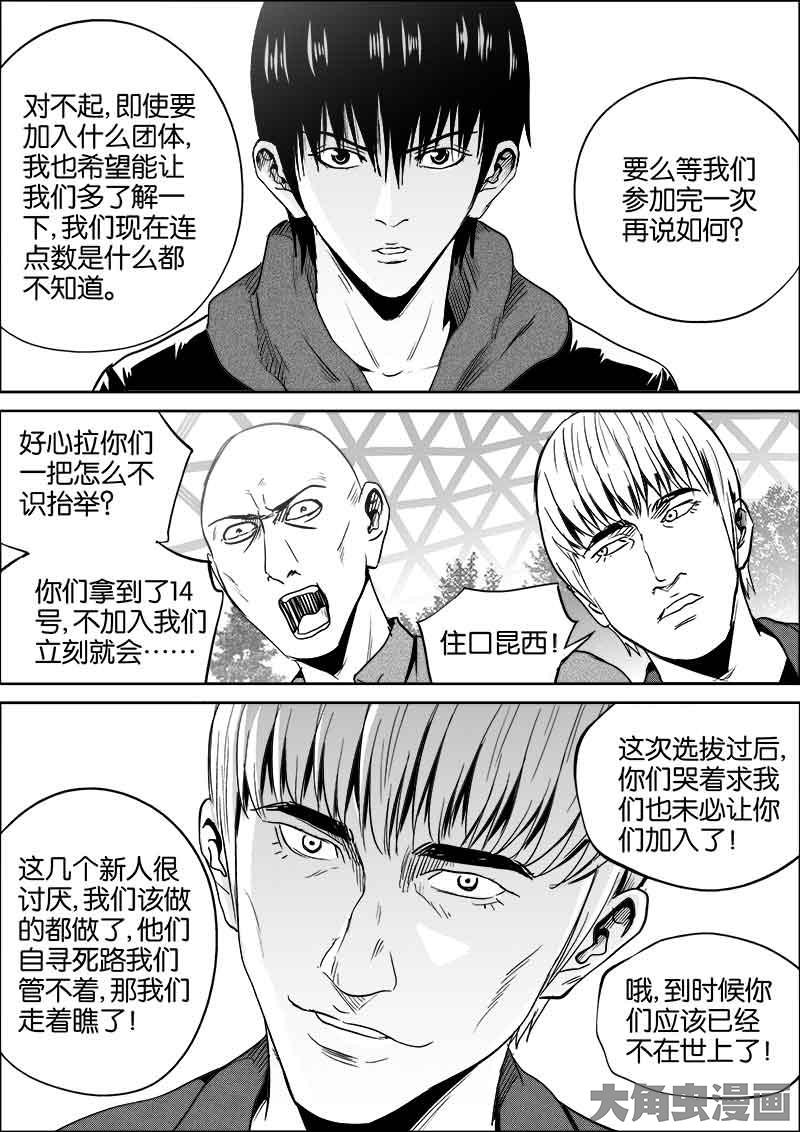 对不起,即使要
加入什么团体,
我也希望能让
我们多了解一
下,我们现在连
点数是什么都
不知道。
要么等我们
参加完一次
再说如何?
好心拉你们
一把怎么不
识抬举?
你们拿到了14
号,不加入我们
立刻就会……
住口昆西!
这次选拔过后,
你们哭着求我
们也未必让你
们加入了!
这几个新人很
讨厌,我们该做
的都做了,他们
自寻死路我们
管不着,那我们
走着瞧了!
哦,到时候你
们应该已经
不在世上了!
大角虫漫画